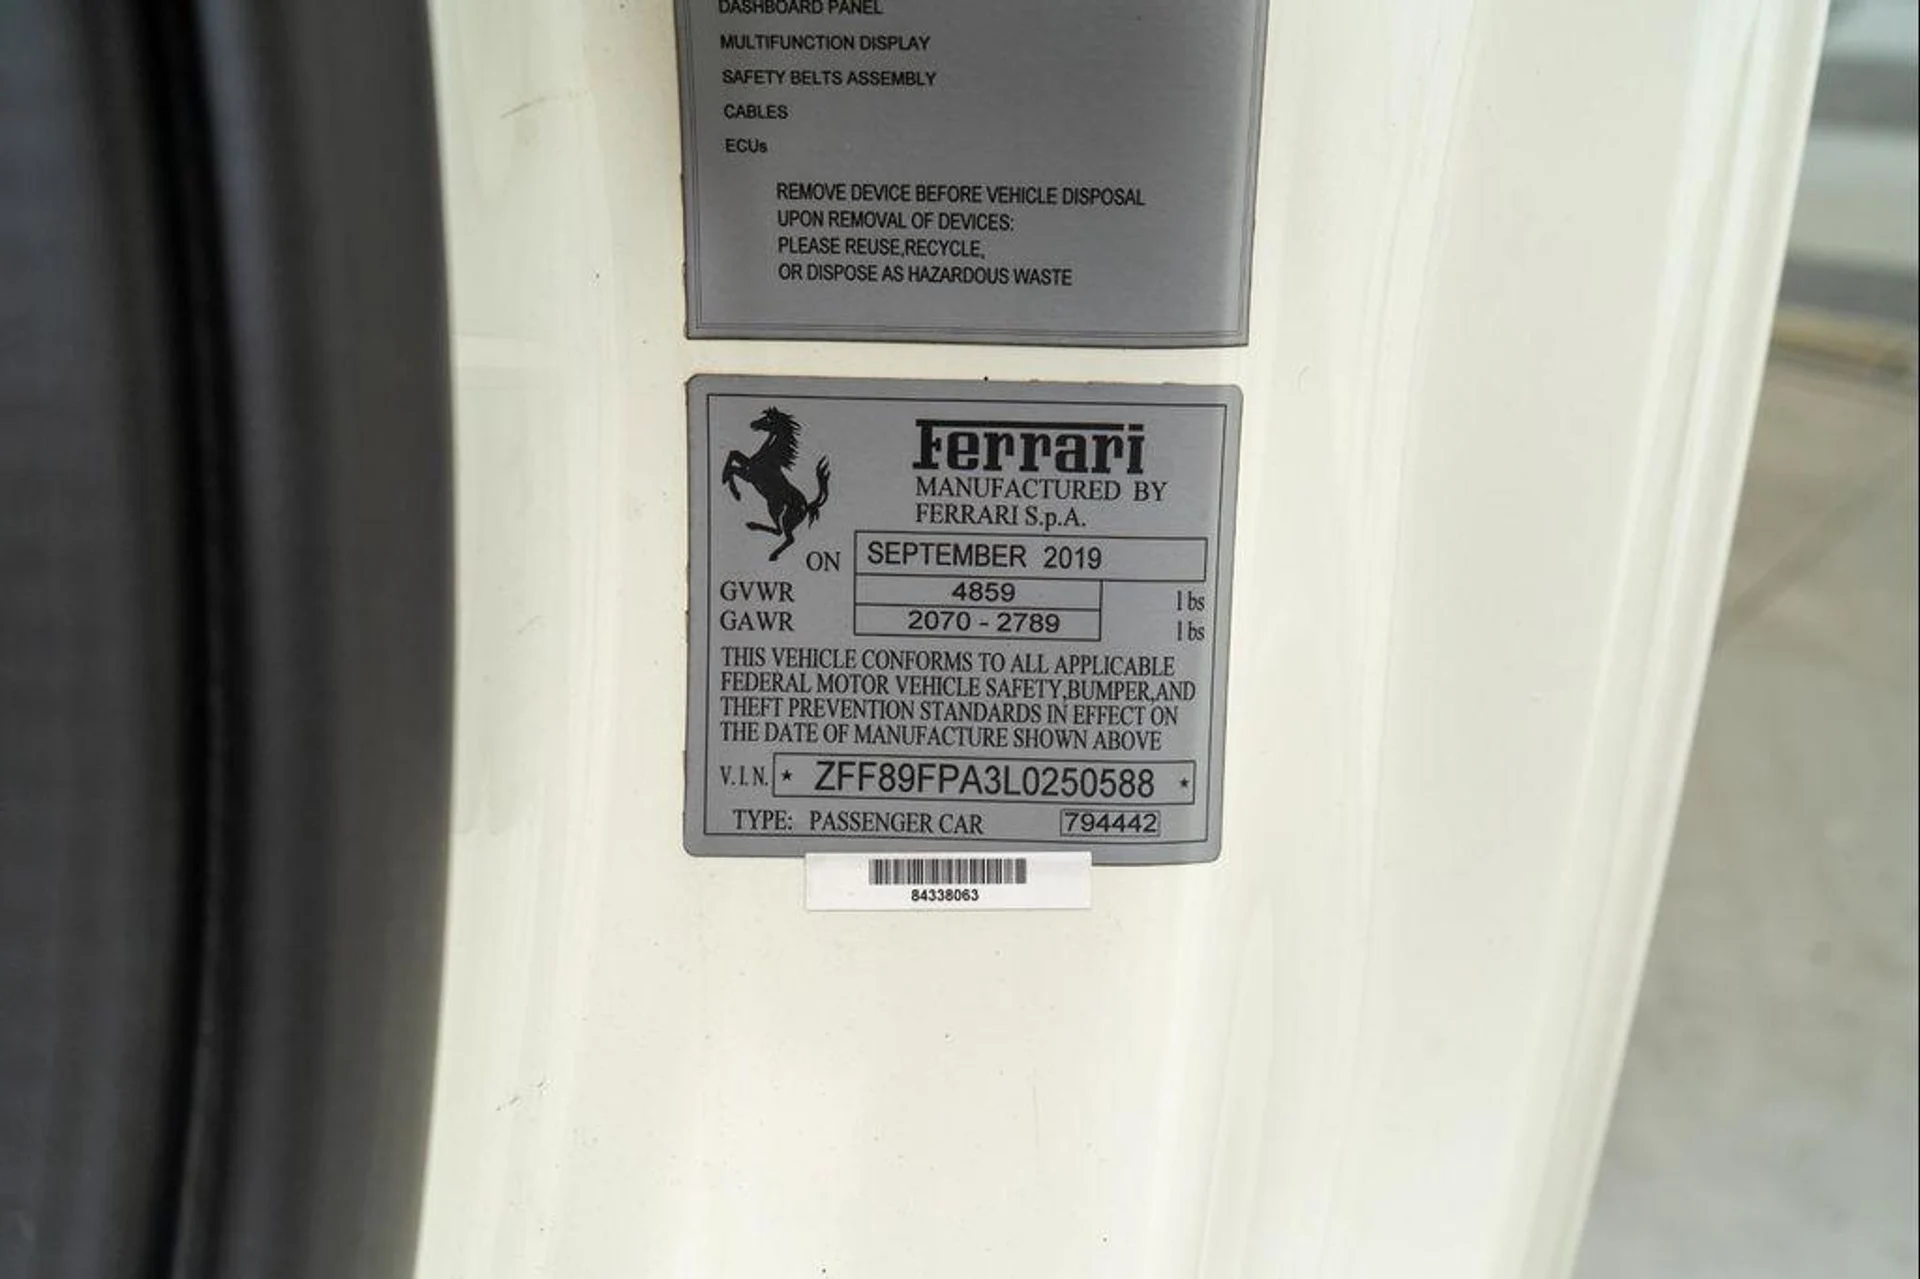 DASHBOARD PANEL
MULTIFUNCTION DISPLAY
SAFETY BELTS ASSEMBLY
CABLES
ECUs
REMOVE DEVICE BEFORE VEHICLE DISPOSAL
UPON REMOVAL OF DEVICES:
PLEASE REUSE,RECYCLE,
OR DISPOSE AS HAZARDOUS WASTE
Ferrari
MANUFACTURED BY
FERRARI S.p.A.
ON SEPTEMBER 2019
GVWR 4859 lbs
GAWR 2070 - 2789 lbs
THIS VEHICLE CONFORMS TO ALL APPLICABLE
FEDERAL MOTOR VEHICLE SAFETY,BUMPER,AND
THEFT PREVENTION STANDARDS IN EFFECT ON
THE DATE OF MANUFACTURE SHOWN ABOVE
V.I.N. * ZFF89FPA3L0250588 *
TYPE: PASSENGER CAR 794442
84338063